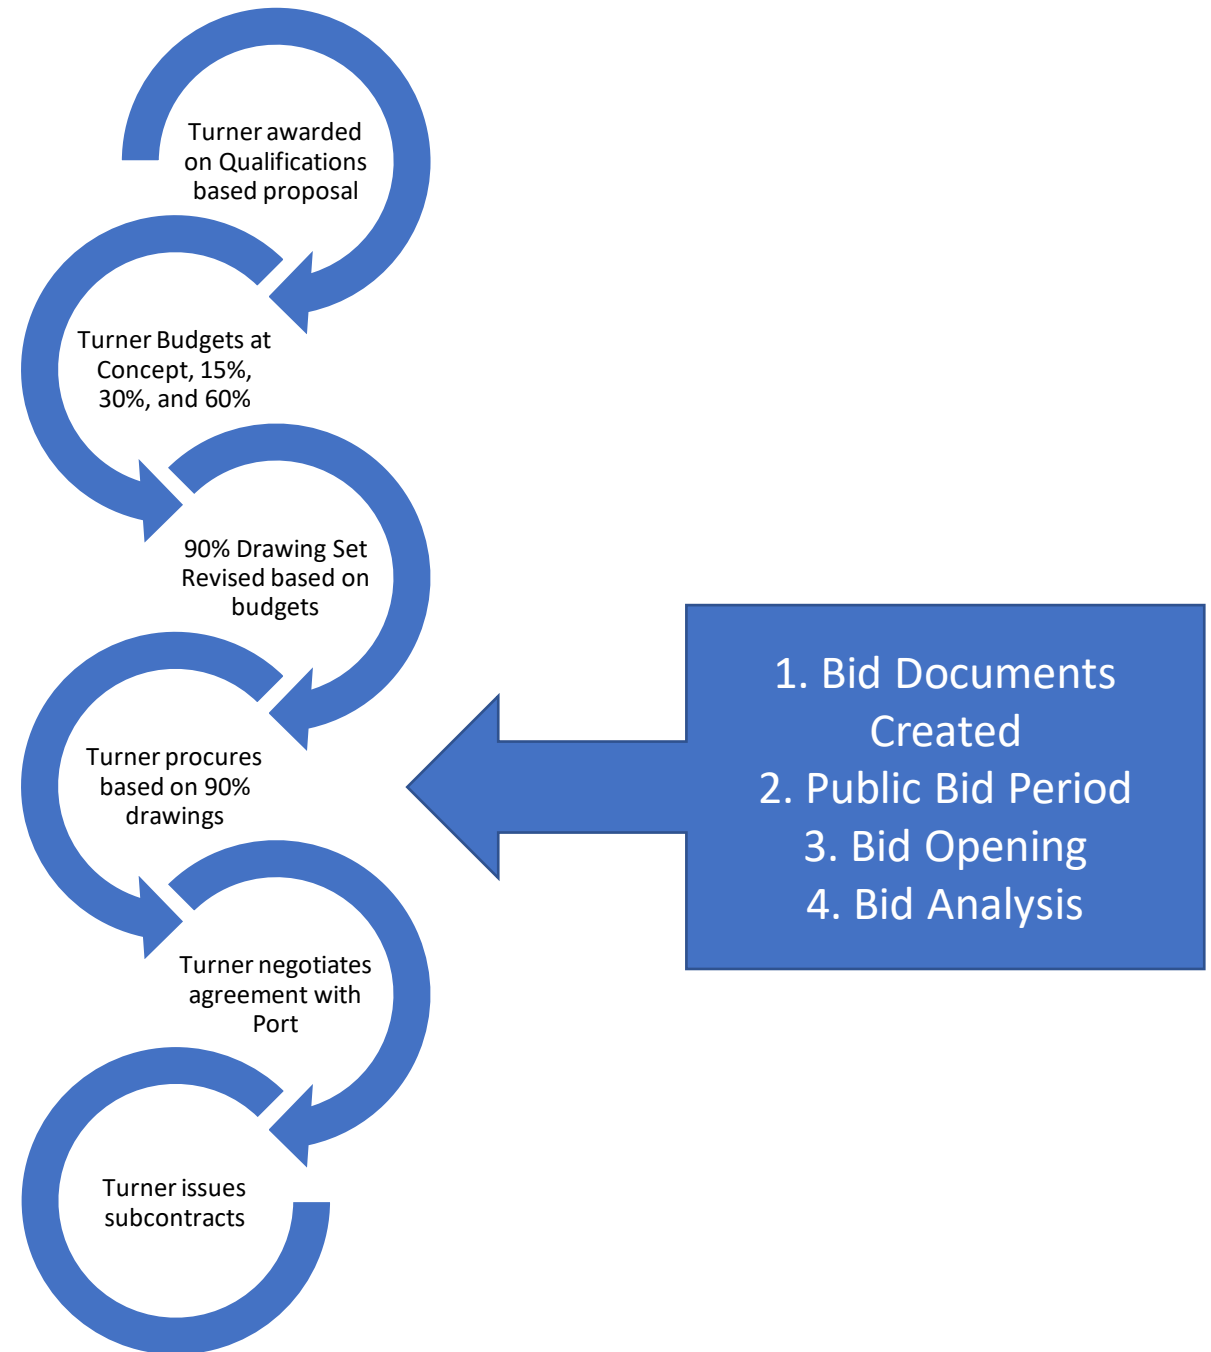 Turner awarded
on Qualifications
based proposal
Turner Budgets at
Concept, 15%,
30%, and 60%
90% Drawing Set
Revised based on
budgets
Turner procures
based on 90%
drawings
Turner negotiates
agreement with
Port
Turner issues
subcontracts
1. Bid Documents
Created
2. Public Bid Period
3. Bid Opening
4. Bid Analysis